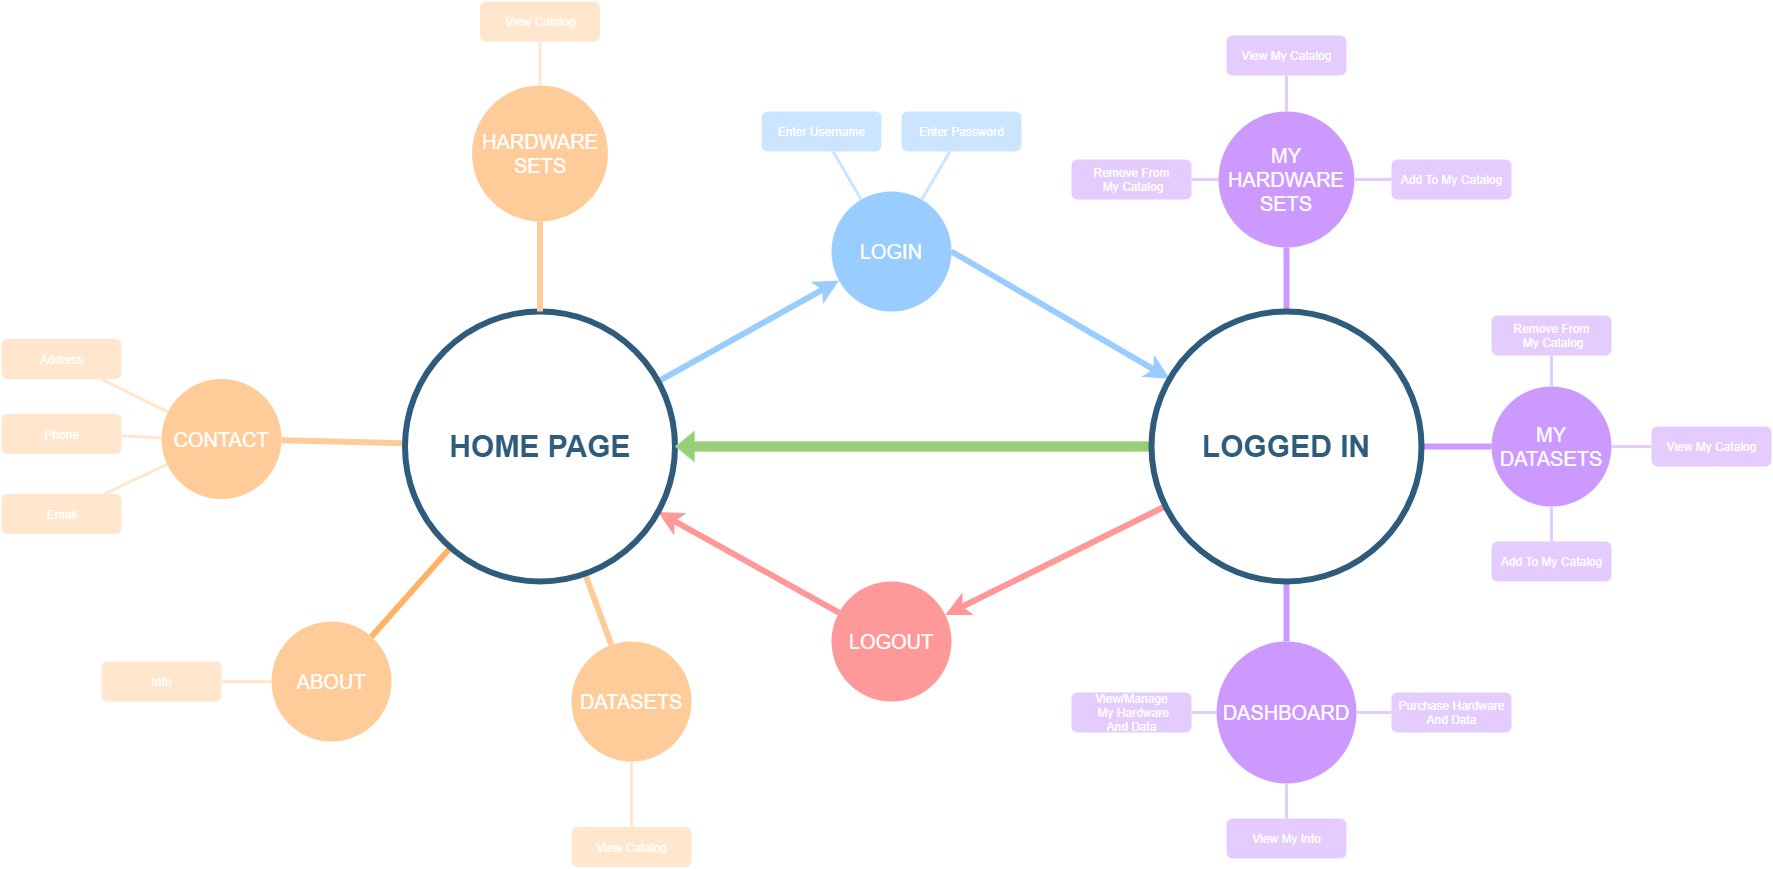 View Catalog
HARDWARE
SETS
Enter Username
Enter Password
LOGIN
View My Catalog
Remove From
My Catalog
MY
HARDWARE
SETS
Add To My Catalog
Address
Phone
Email
CONTACT
HOME PAGE
LOGGED IN
Remove From
My Catalog
MY
DATASETS
View My Catalog
Add To My Catalog
Info
ABOUT
DATASETS
View Catalog
LOGOUT
View/Manage
My Hardware
And Data
DASHBOARD
Purchase Hardware
And Data
View My Info